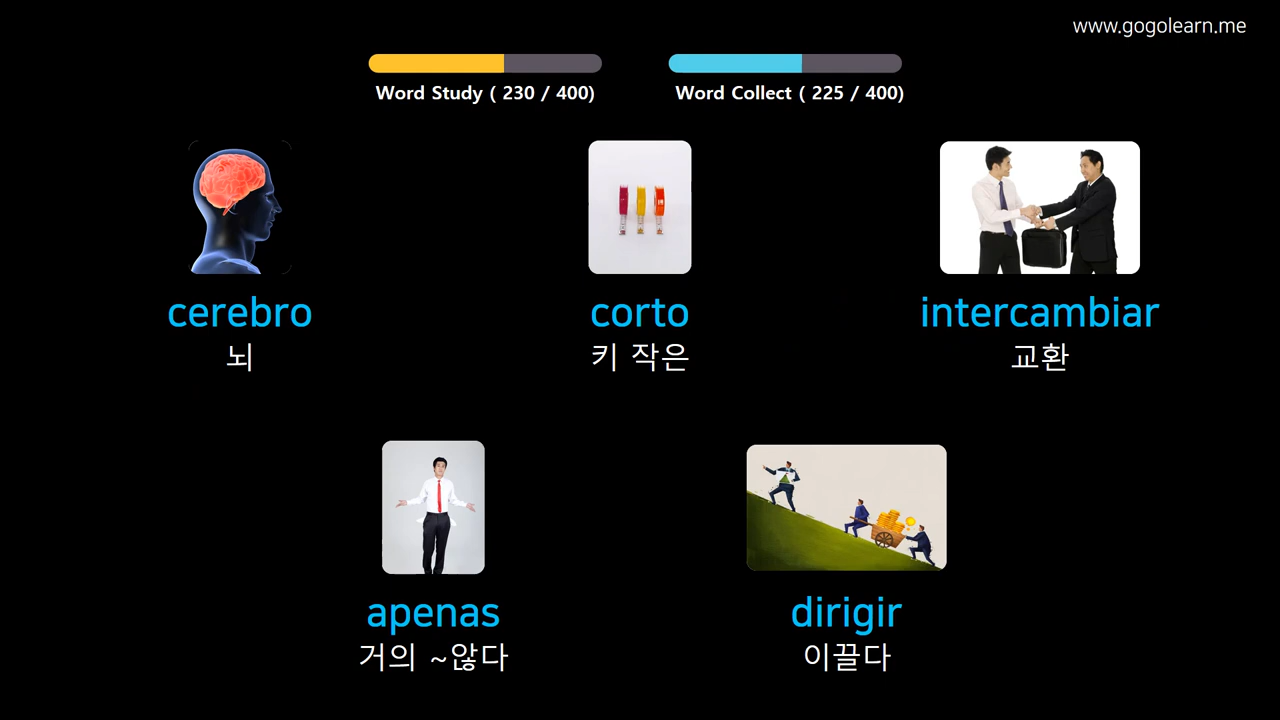 www.gogolearn.me
Word Study ( 230 / 400)
Word Collect ( 225 / 400)
cerebro
뇌
corto
키 작은
intercambiar
교환
apenas
거의 ~않다
dirigir
이끌다